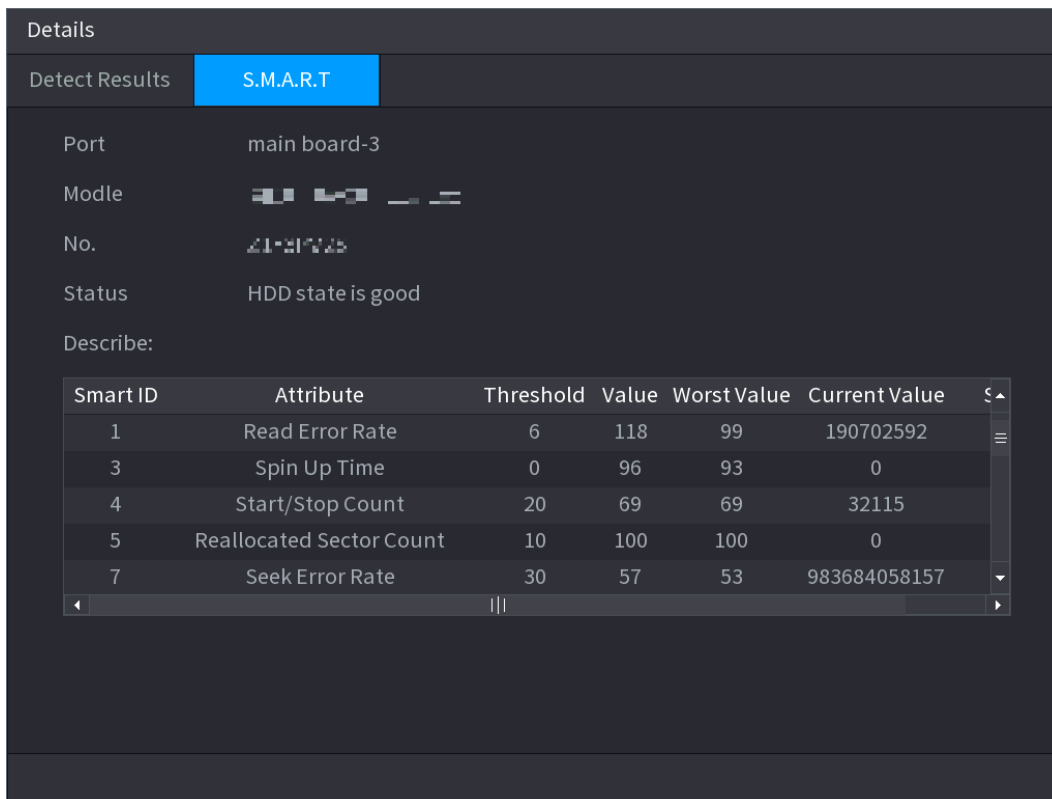 Details
Detect Results S.M.A.R.T
Port main board-3
Modle
No.
Status HDD state is good
Describe:
Smart ID Attribute Threshold Value Worst Value Current Value
1 Read Error Rate 6 118 99 190702592
3 Spin Up Time 0 96 93 0
4 Start/Stop Count 20 69 69 32115
5 Reallocated Sector Count 10 100 100 0
7 Seek Error Rate 30 57 53 983684058157